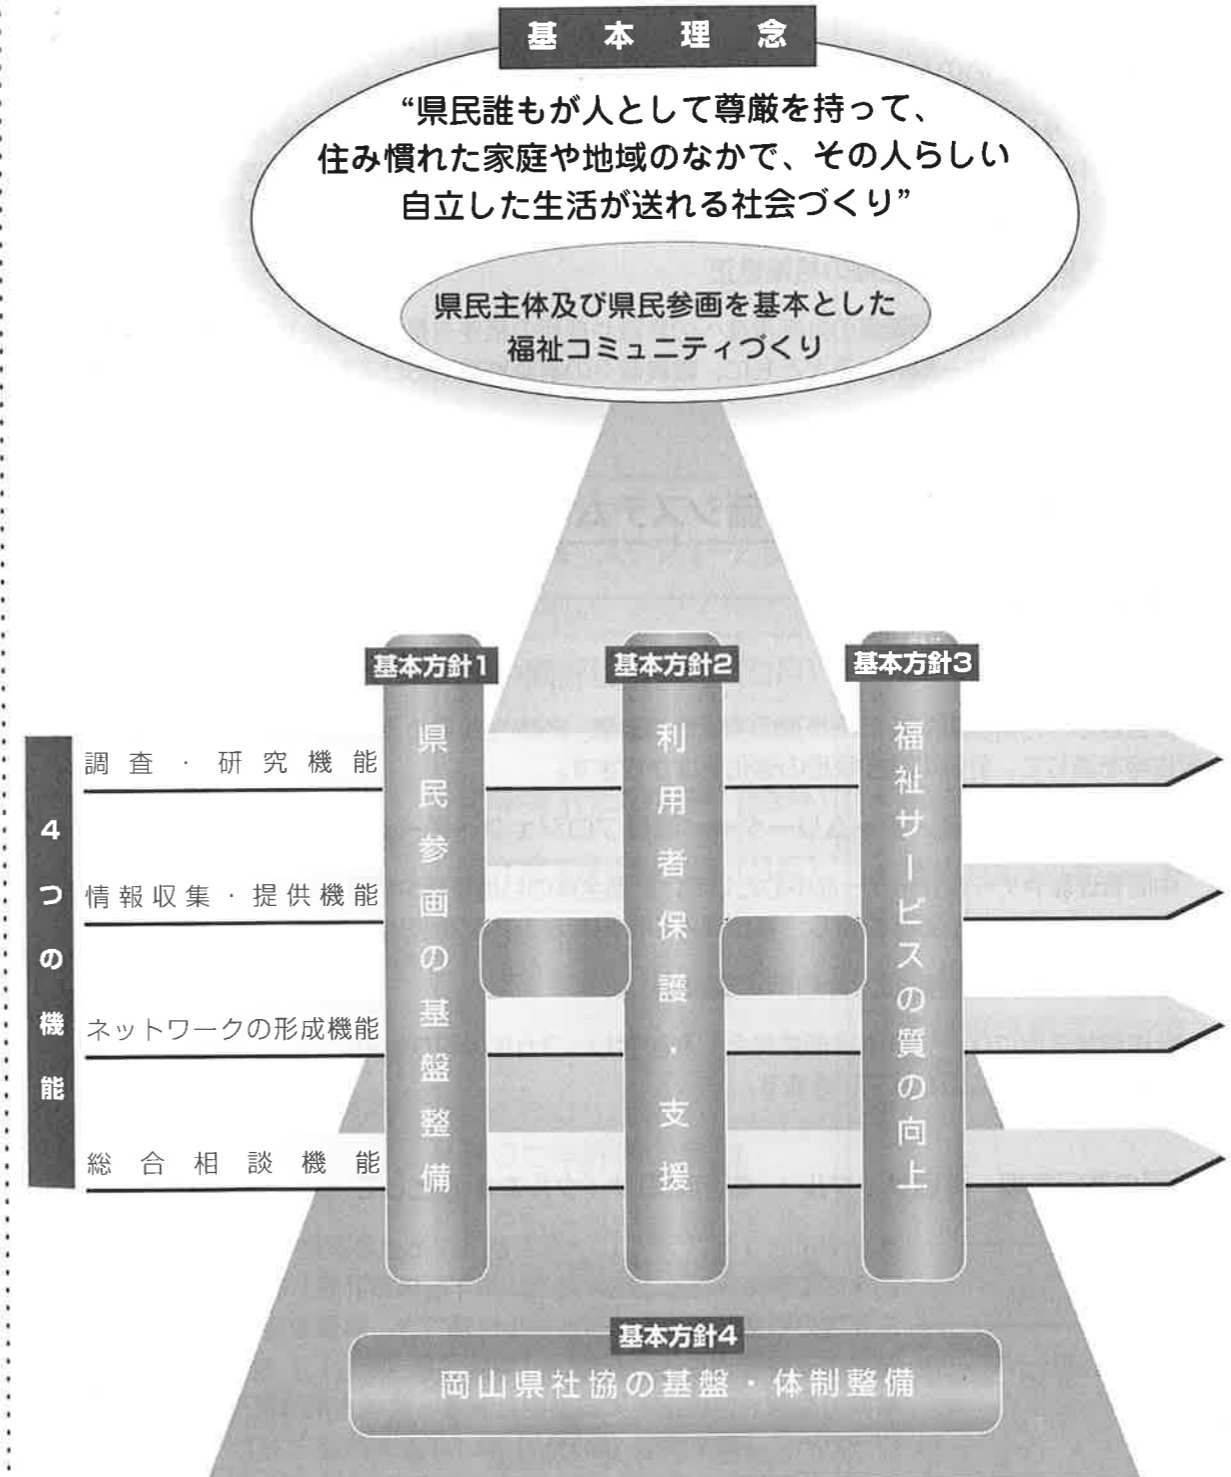 基本理念
“県民誰もが人として尊厳を持って、
住み慣れた家庭や地域のなかで、その人らしい
自立した生活が送れる社会づくり”
県民主体及び県民参画を基本とした
福祉コミュニティづくり
基本方針1
県民参画の基盤整備
基本方針2
利用者保護・支援
基本方針3
福祉サービスの質の向上
4つの機能
調査・研究機能
情報収集・提供機能
ネットワークの形成機能
総合相談機能
基本方針4
岡山県社協の基盤・体制整備